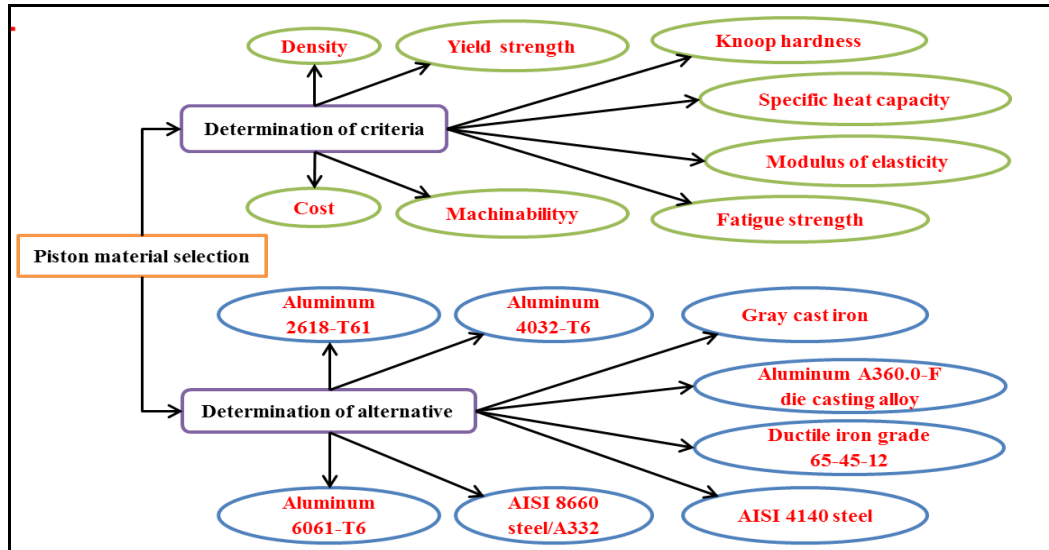 Density
Yield strength
Knoop hardness
Specific heat capacity
Determination of criteria
Modulus of elasticity
Cost
Machinabilityy
Fatigue strength
Piston material selection
Aluminum
2618-T61
Aluminum
4032-T6
Gray cast iron
Aluminum A360.0-F
die casting alloy
Determination of alternative
Ductile iron grade
65-45-12
Aluminum
6061-T6
AISI 8660
steel/A332
AISI 4140 steel